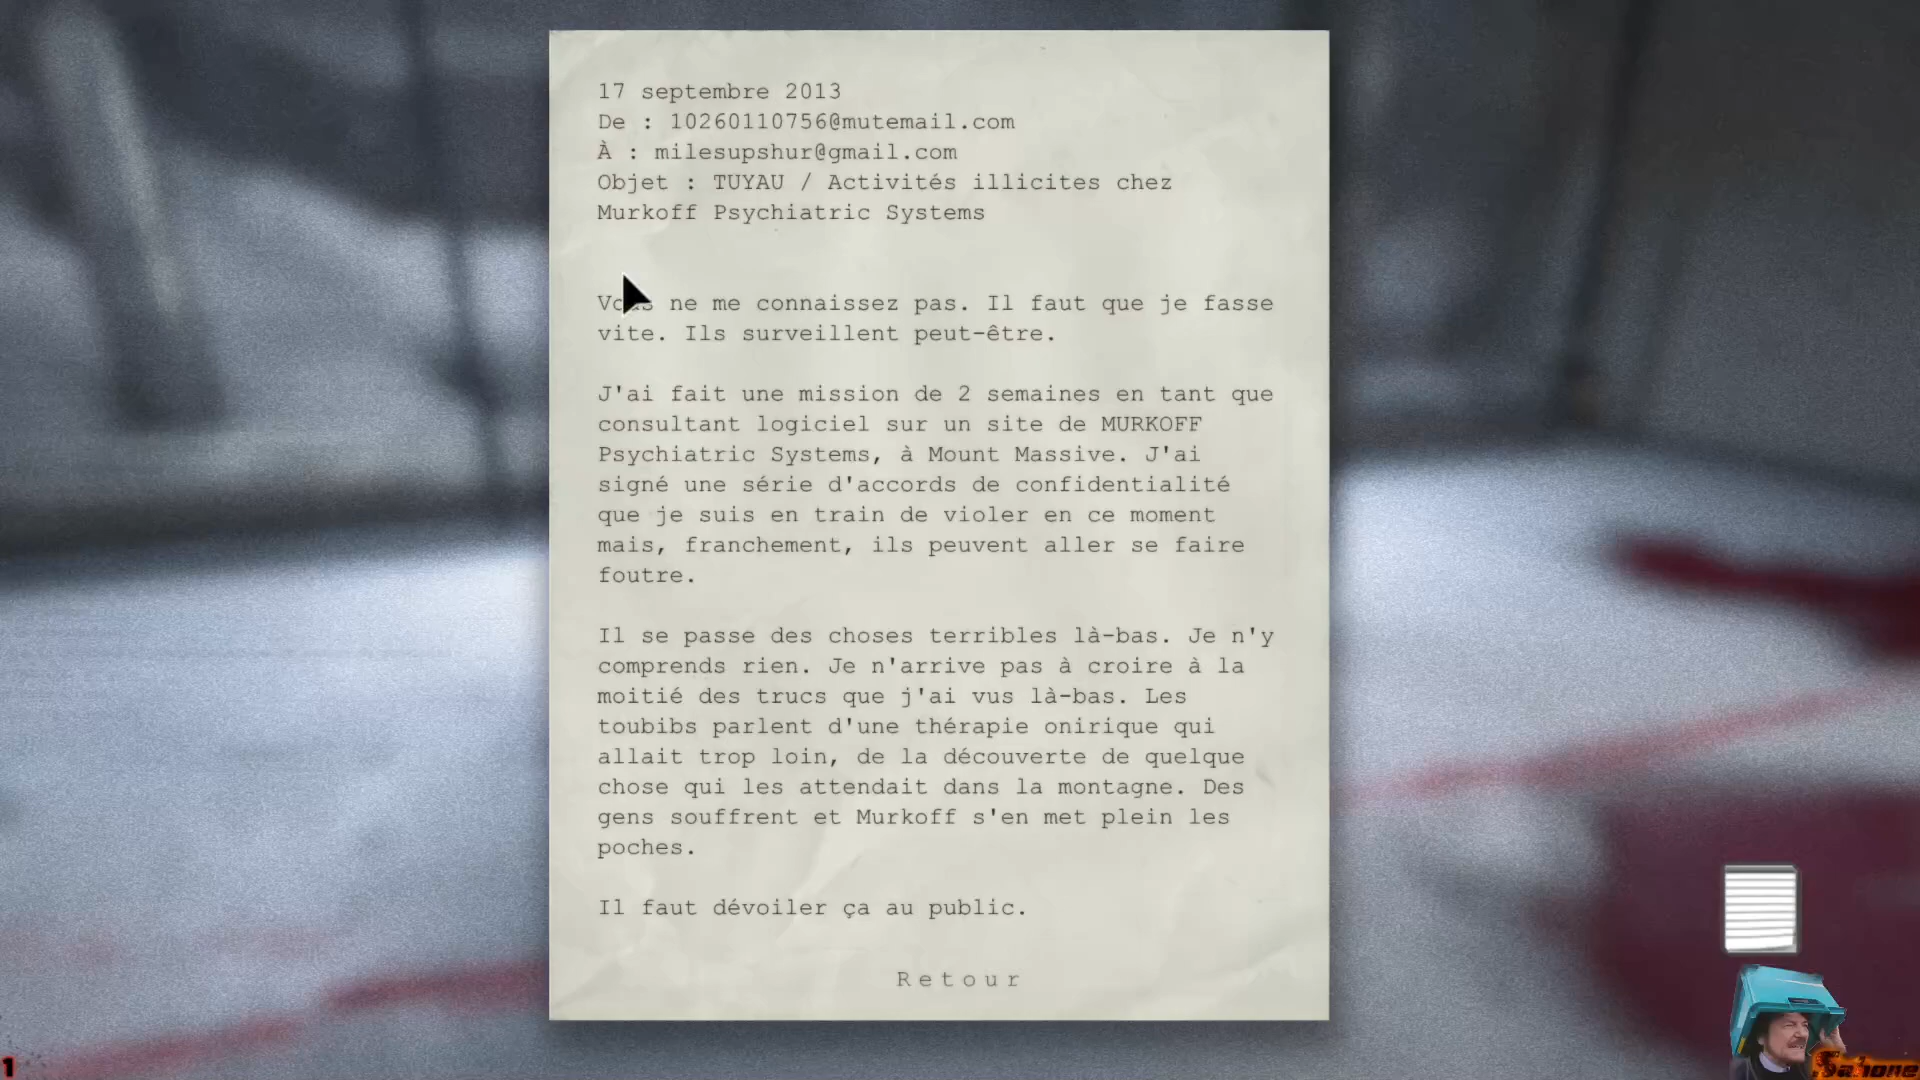 17 septembre 2013
De : 10260110756@mutemail.com
À : milesupshur@gmail.com
Objet : TUYAU / Activités illicites chez
Murkoff Psychiatric Systems
Vous ne me connaissez pas. Il faut que je fasse
vite. Ils surveillent peut-être.
J'ai fait une mission de 2 semaines en tant que
consultant logiciel sur un site de MURKOFF
Psychiatric Systems, à Mount Massive. J'ai
signé une série d'accords de confidentialité
que je suis en train de violer en ce moment
mais, franchement, ils peuvent aller se faire
foutre.
Il se passe des choses terribles là-bas. Je n'y
comprends rien. Je n'arrive pas à croire à la
moitié des trucs que j'ai vus là-bas. Les
toubibs parlent d'une thérapie onirique qui
allait trop loin, de la découverte de quelque
chose qui les attendait dans la montagne. Des
gens souffrent et Murkoff s'en met plein les
poches.
Il faut dévoiler ça au public.
Retour
1
Sahone